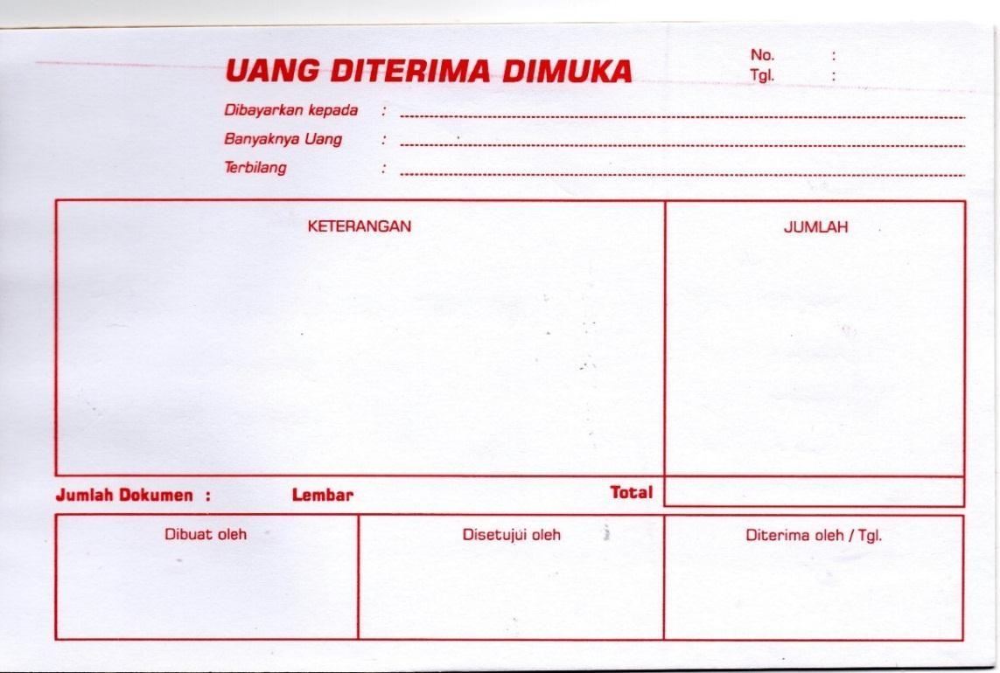 UANG DITERIMA DIMUKA
No. :
Tgl. :
Dibayarkan kepada :
Banyaknya Uang :
Terbilang :
KETERANGAN JUMLAH
Jumlah Dokumen : Lembar Total
Dibuat oleh Disetujui oleh Diterima oleh / Tgl.